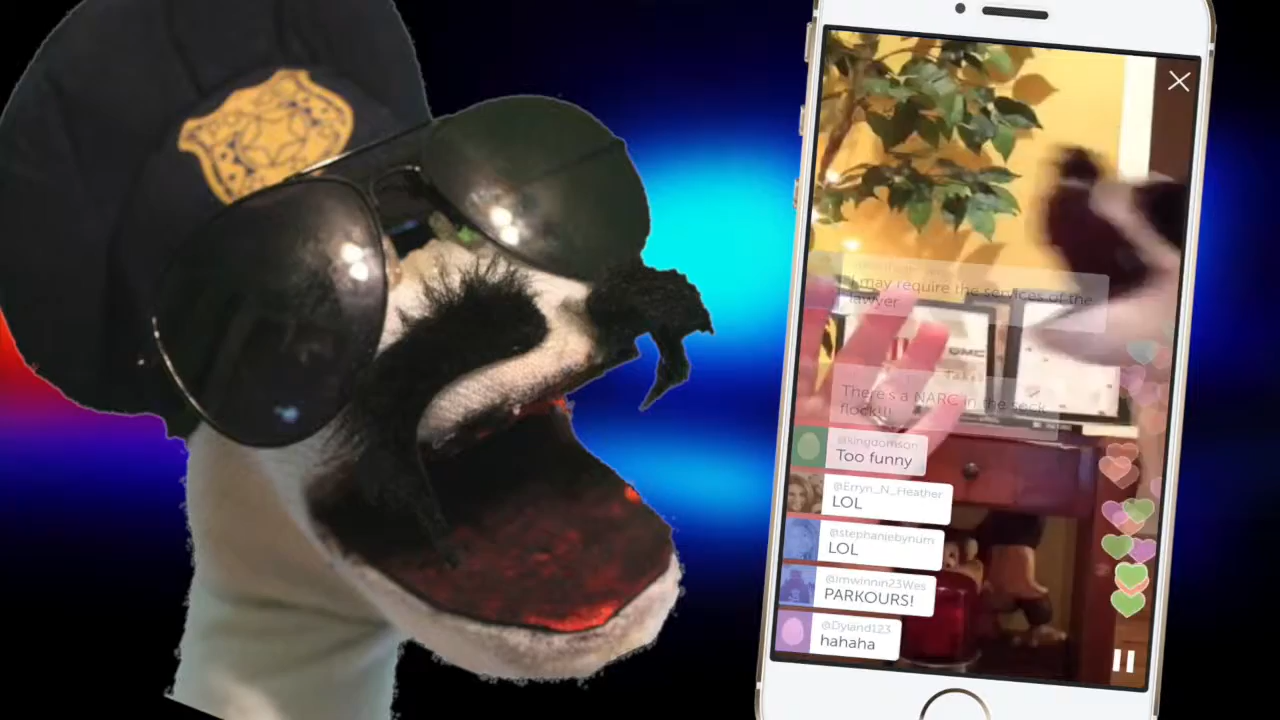 I may require the services of the
lawyer
There's a NARC in the sock
flock!!!
@kingdomson
Too funny
@Erryn_N_Heather
LOL
@stephaniebynum
LOL
@Imwinnin23Wes
PARKOURS!
@Dyland123
hahaha